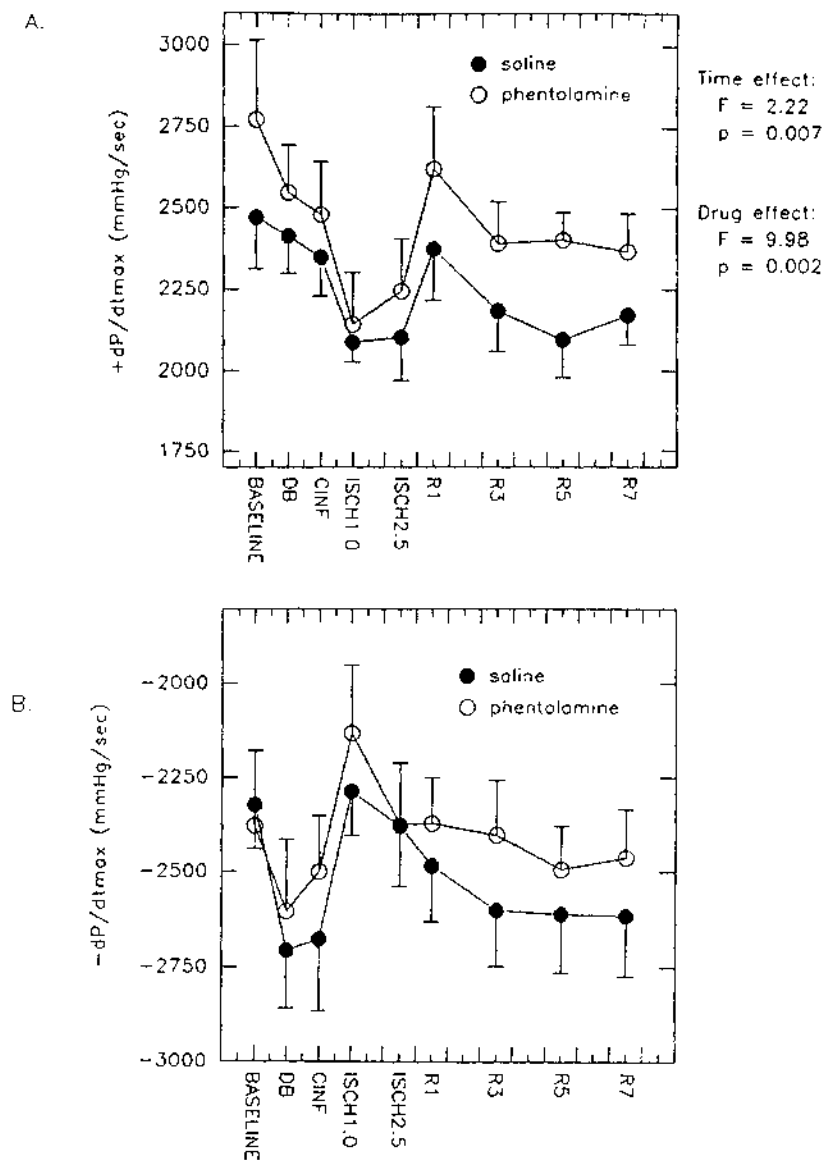 A.
+dP/dtmax (mmHg/sec)
3000
2750
2500
2250
2000
1750
saline
phentolamine
Time effect:
F = 2.22
p = 0.007
Drug effect:
F = 9.98
p = 0.002
BASELINE
DB
CINF
ISCH1.0
ISCH2.5
R1
R3
R5
R7
B.
-dP/dtmax (mmHg/sec)
-2000
-2250
-2500
-2750
-3000
saline
phentolamine
BASELINE
DB
CINF
ISCH1.0
ISCH2.5
R1
R3
R5
R7